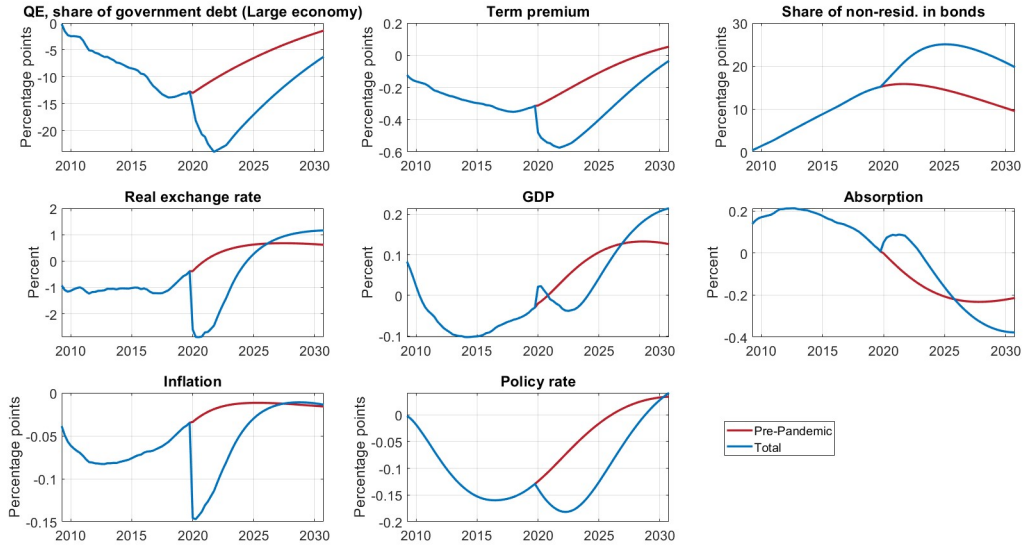 QE, share of government debt (Large economy)
Percentage points
0
-5
-10
-15
-20
2010 2015 2020 2025 2030
Term premium
Percentage points
0.2
0
-0.2
-0.4
-0.6
2010 2015 2020 2025 2030
Share of non-resid. in bonds
Percentage points
30
20
10
0
2010 2015 2020 2025 2030
Real exchange rate
Percent
2
1
0
-1
-2
2010 2015 2020 2025 2030
GDP
Percent
0.2
0.1
0
-0.1
2010 2015 2020 2025 2030
Absorption
Percent
0.2
0
-0.2
-0.4
2010 2015 2020 2025 2030
Inflation
Percentage points
0
-0.05
-0.1
-0.15
2010 2015 2020 2025 2030
Policy rate
Percentage points
0
-0.05
-0.1
-0.15
-0.2
2010 2015 2020 2025 2030
Pre-Pandemic
Total